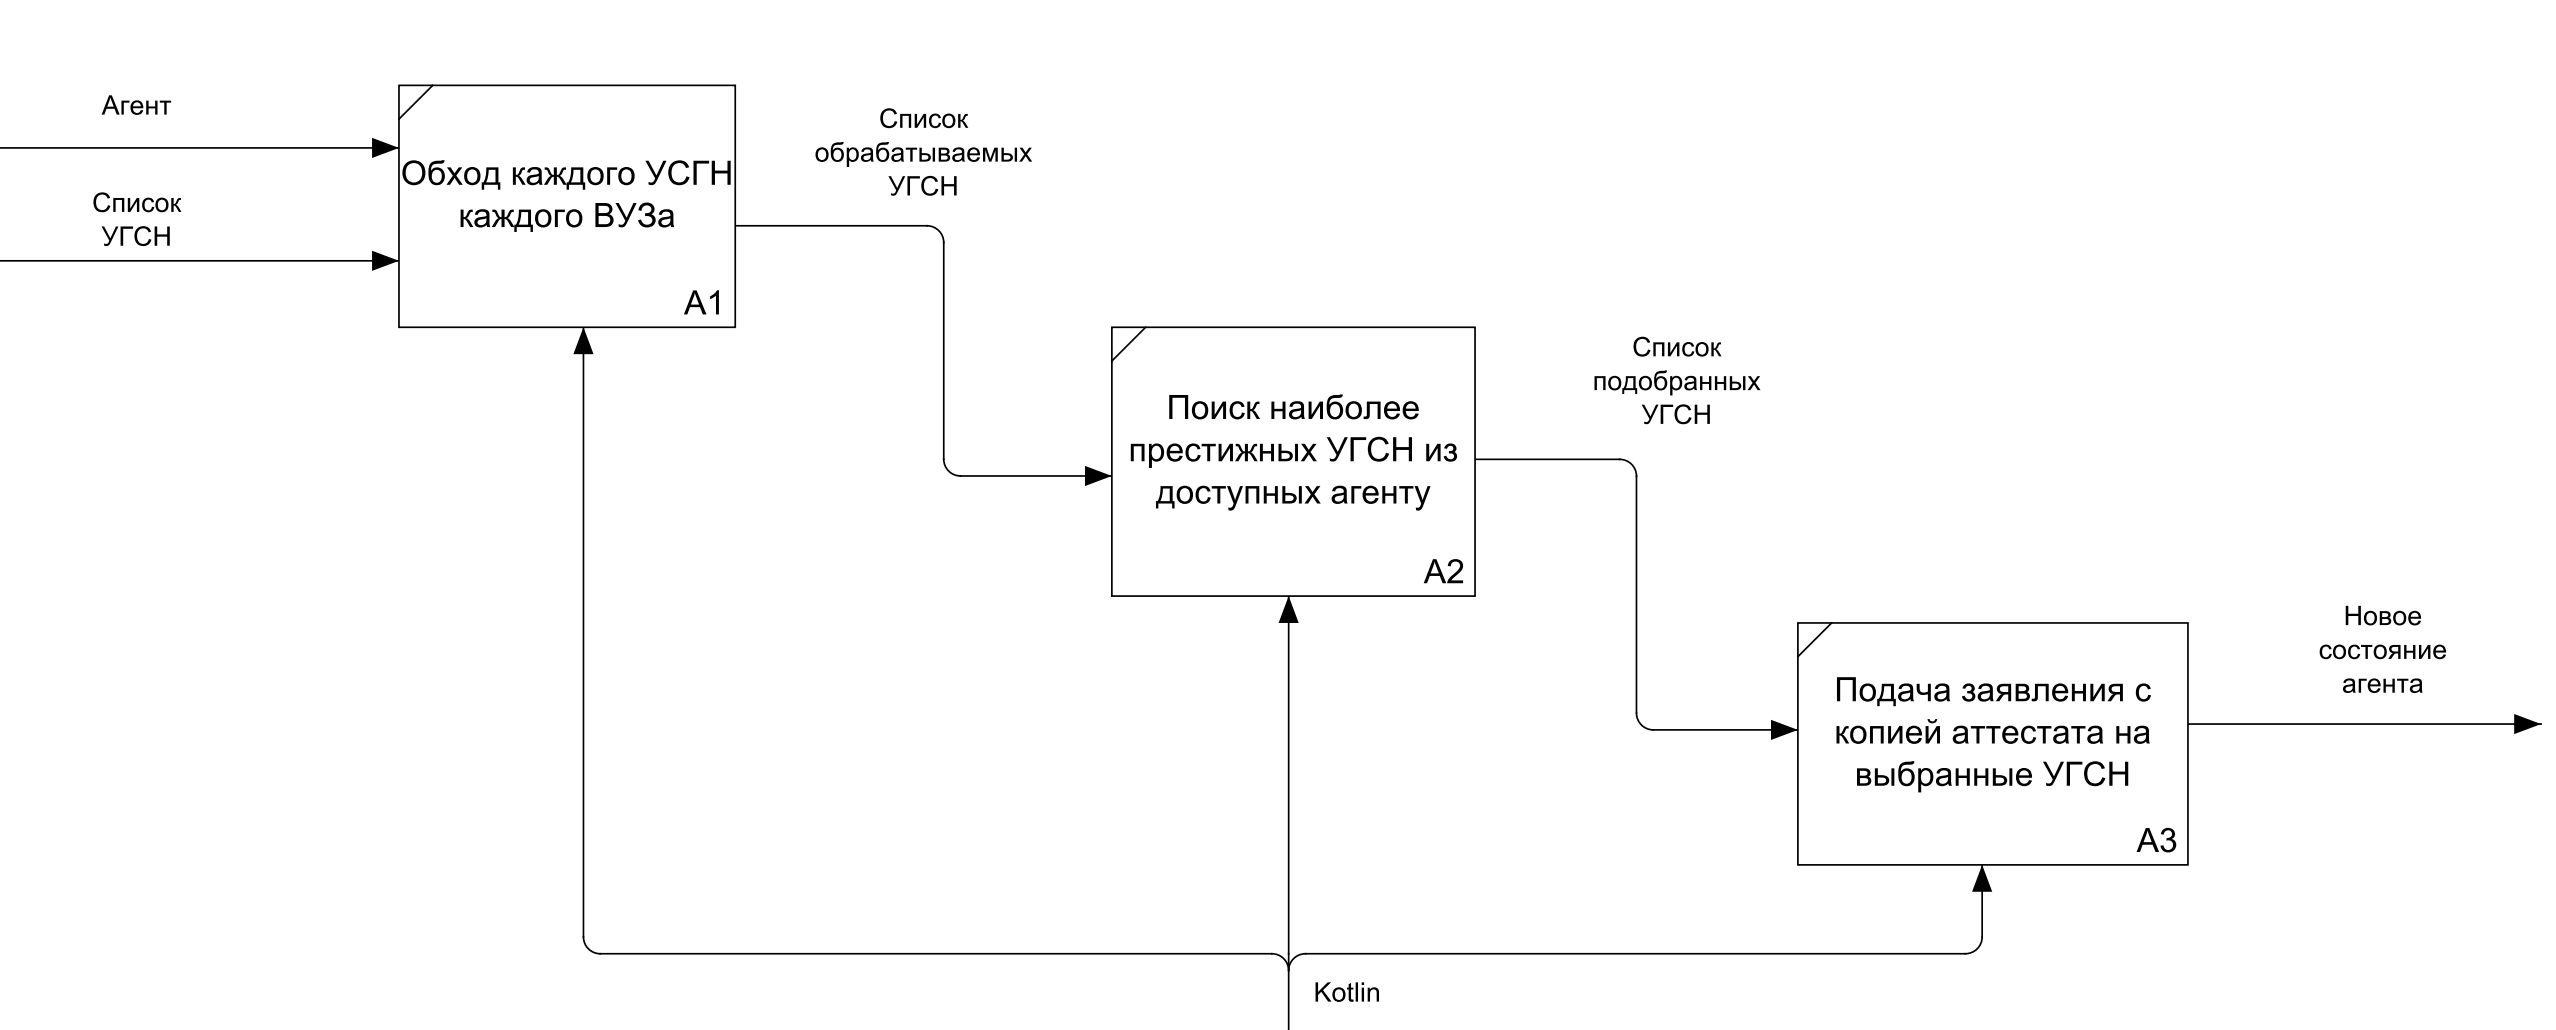 Агент
Список
УГСН
Обход каждого УСГН
каждого ВУЗа
A1
Список
обрабатываемых
УГСН
Поиск наиболее
престижных УГСН из
доступных агенту
A2
Список
подобранных
УГСН
Подача заявления с
копией аттестата на
выбранные УГСН
A3
Новое
состояние
агента
Kotlin